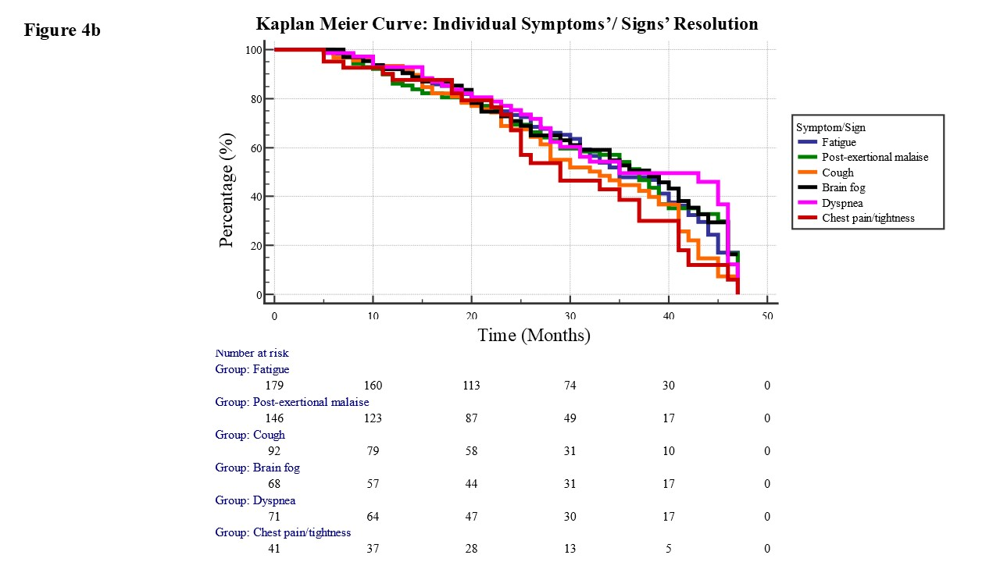 Figure 4b
Kaplan Meier Curve: Individual Symptoms’/ Signs’ Resolution
Percentage (%)
100
80
60
40
20
0
0 10 20 30 40 50
Time (Months)
Symptom/Sign
Fatigue
Post-exertional malaise
Cough
Brain fog
Dyspnea
Chest pain/tightness
Number at risk
Group: Fatigue
179 160 113 74 30 0
Group: Post-exertional malaise
146 123 87 49 17 0
Group: Cough
92 79 58 31 10 0
Group: Brain fog
68 57 44 31 17 0
Group: Dyspnea
71 64 47 30 17 0
Group: Chest pain/tightness
41 37 28 13 5 0